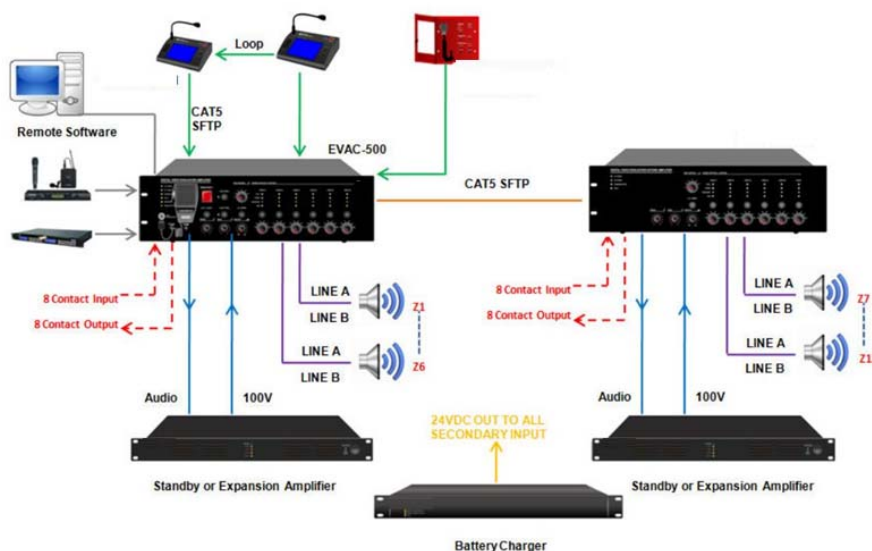 Loop
CAT5
SFTP
Remote Software
EVAC-500
CAT5 SFTP
8 Contact Input
8 Contact Output
LINE A
LINE B
Z1
LINE A
LINE B
Z6
Audio
100V
Standby or Expansion Amplifier
8 Contact Input
8 Contact Output
LINE A
LINE B
Z7
LINE A
LINE B
Z1
Audio
100V
Standby or Expansion Amplifier
24VDC OUT TO ALL
SECONDARY INPUT
Battery Charger